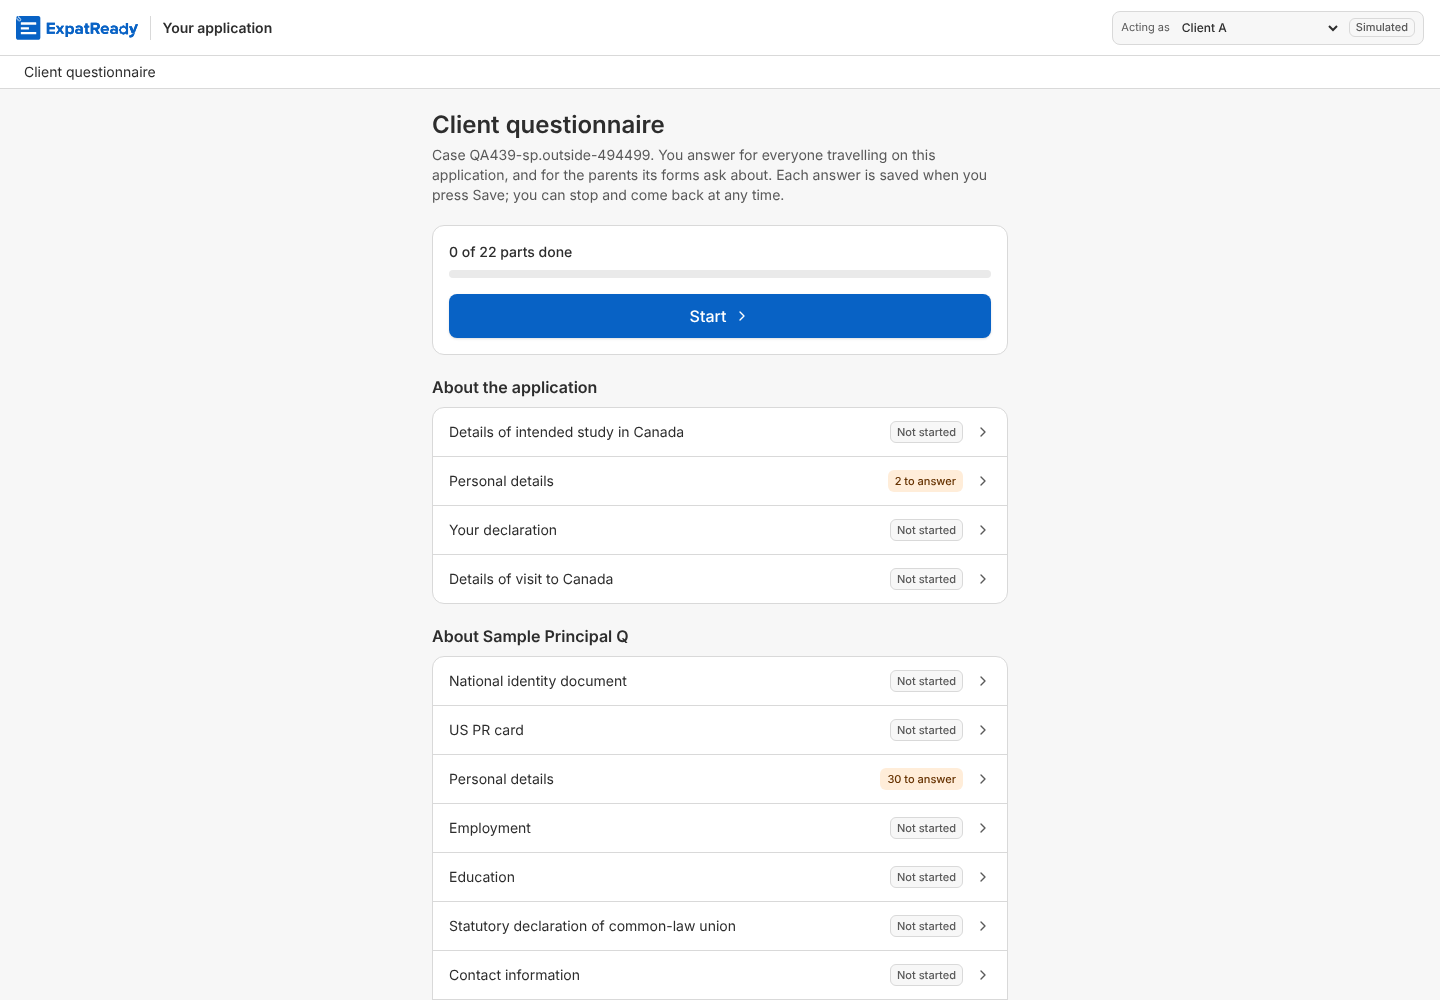 ExpatReady
Your application
Acting as
Client A
Simulated
Client questionnaire
Client questionnaire
Case QA439-sp.outside-494499. You answer for everyone travelling on this
application, and for the parents its forms ask about. Each answer is saved when you
press Save; you can stop and come back at any time.
0 of 22 parts done
Start
About the application
Details of intended study in Canada
Not started
Personal details
2 to answer
Your declaration
Not started
Details of visit to Canada
Not started
About Sample Principal Q
National identity document
Not started
US PR card
Not started
Personal details
30 to answer
Employment
Not started
Education
Not started
Statutory declaration of common-law union
Not started
Contact information
Not started